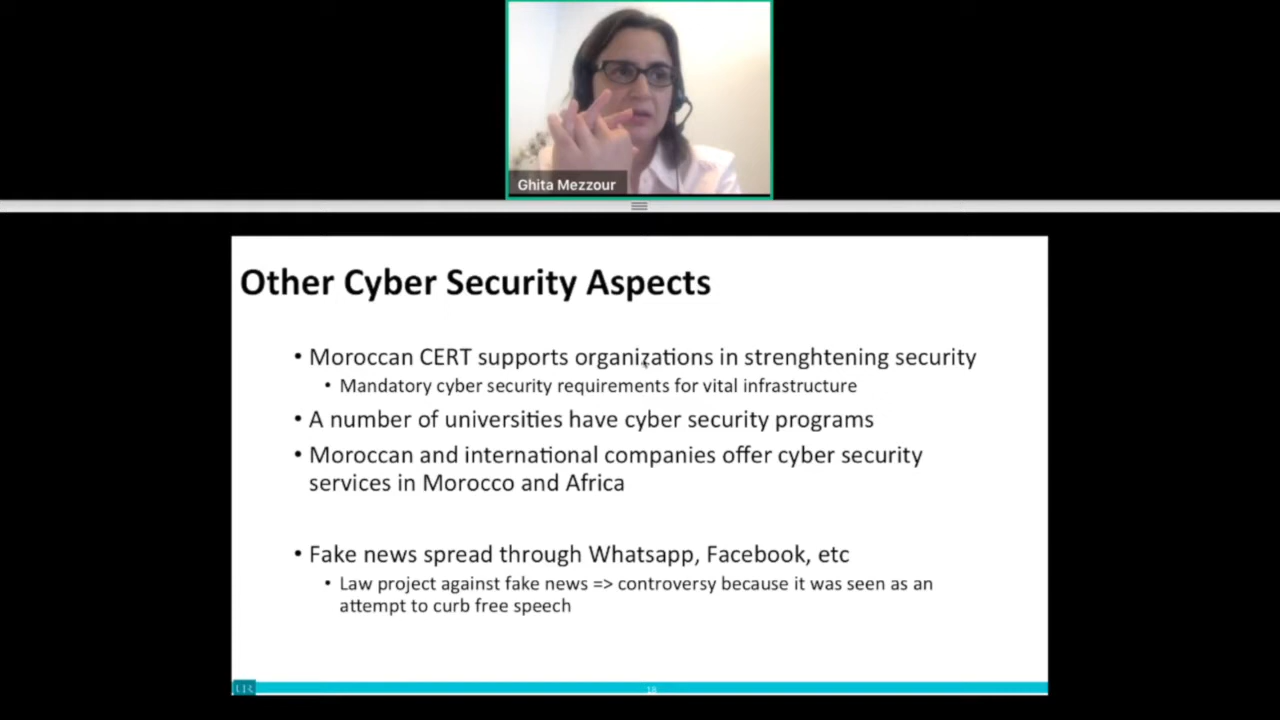 Ghita Mezzour
Other Cyber Security Aspects
• Moroccan CERT supports organizations in strenghtening security
• Mandatory cyber security requirements for vital infrastructure
• A number of universities have cyber security programs
• Moroccan and international companies offer cyber security
services in Morocco and Africa
• Fake news spread through Whatsapp, Facebook, etc
• Law project against fake news => controversy because it was seen as an
attempt to curb free speech
18